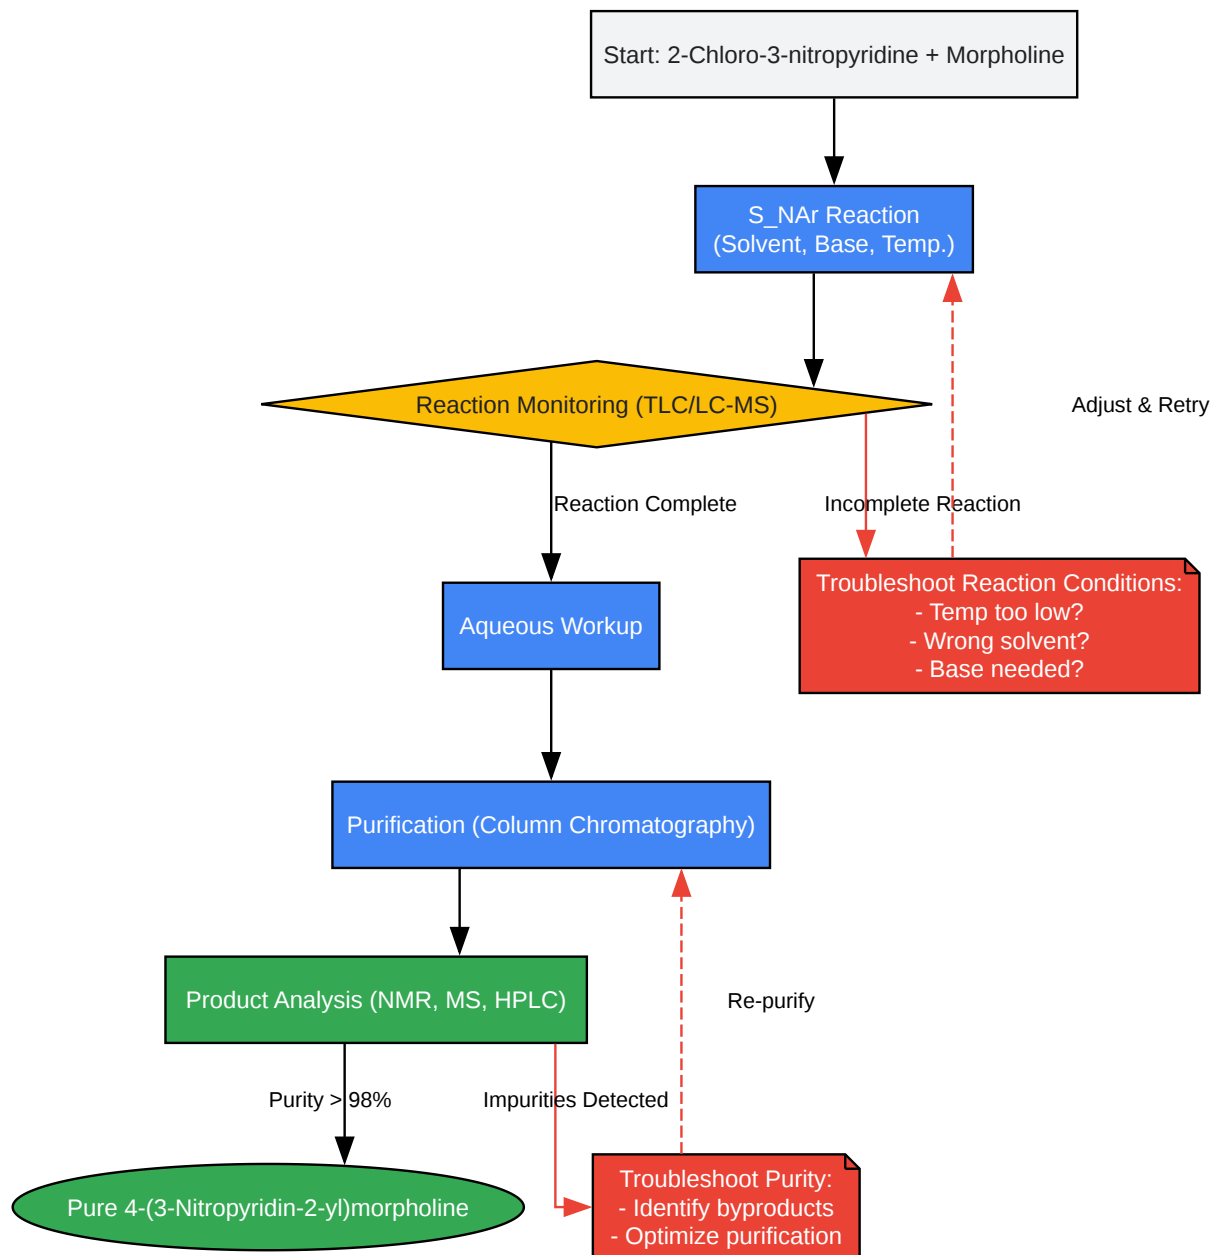 Start: 2-Chloro-3-nitropyridine + Morpholine
S_NAr Reaction
(Solvent, Base, Temp.)
Reaction Monitoring (TLC/LC-MS)
Adjust & Retry
Reaction Complete
Incomplete Reaction
Troubleshoot Reaction Conditions:
- Temp too low?
- Wrong solvent?
- Base needed?
Aqueous Workup
Purification (Column Chromatography)
Product Analysis (NMR, MS, HPLC)
Re-purify
Purity > 98%
Impurities Detected
Troubleshoot Purity:
- Identify byproducts
- Optimize purification
Pure 4-(3-Nitropyridin-2-yl)morpholine